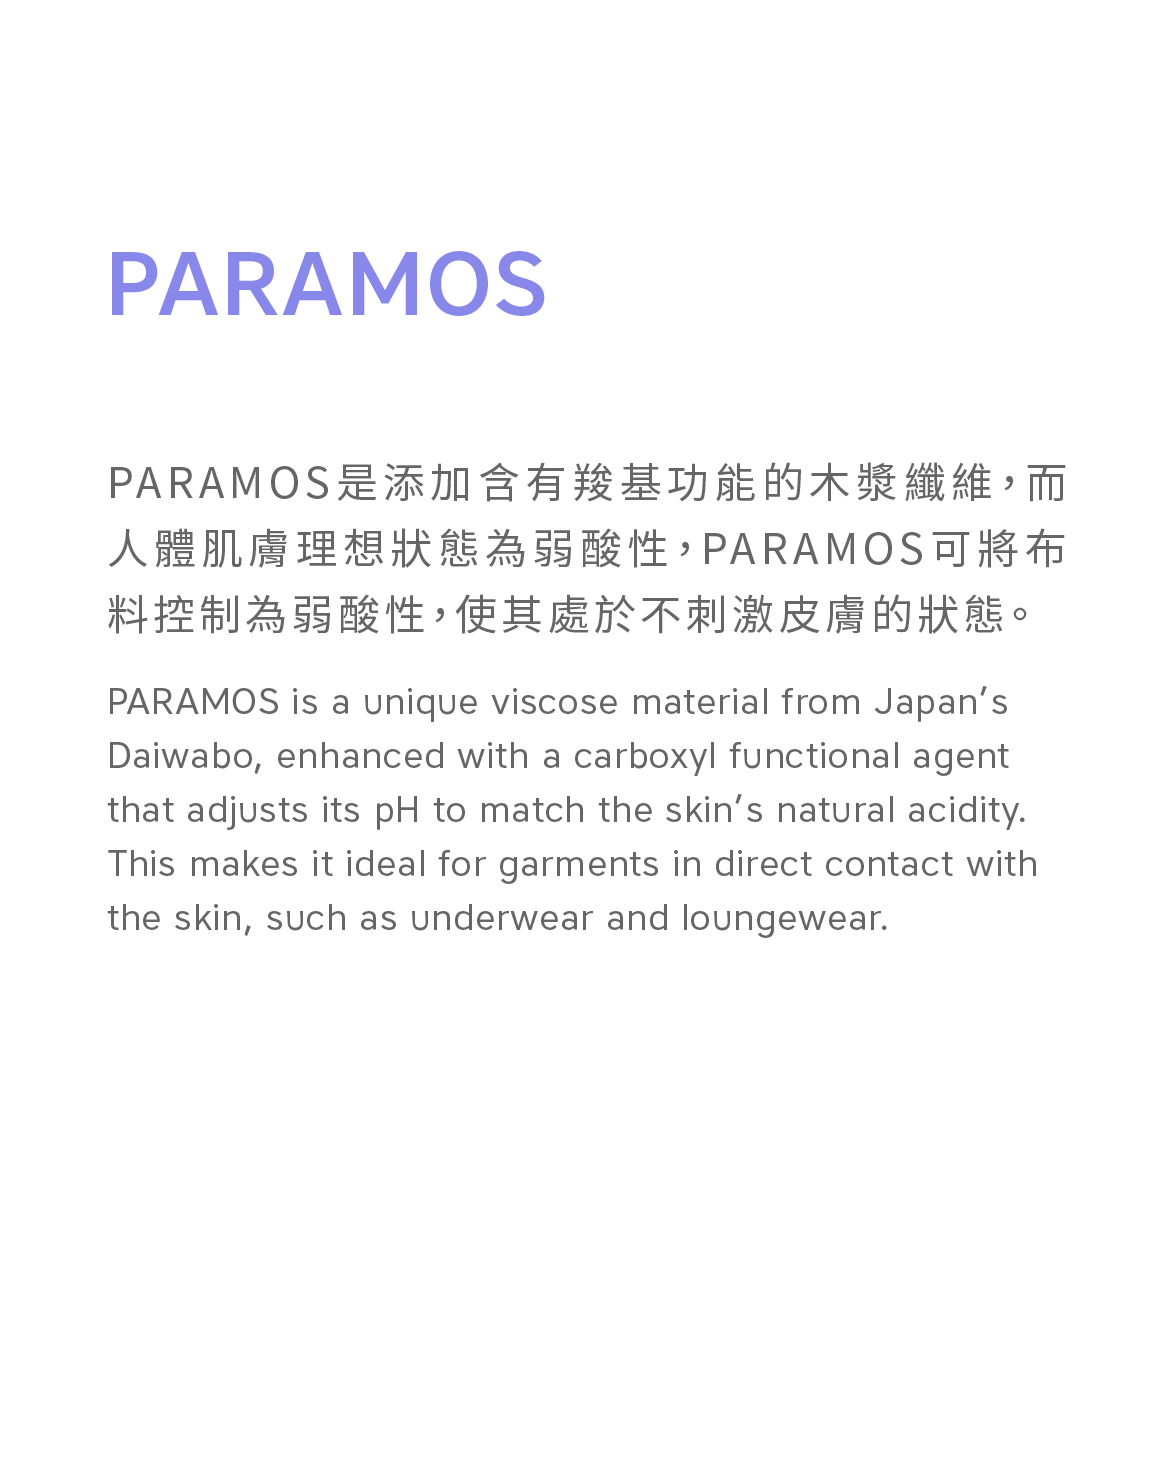 PARAMOS
PARAMOS是添加含有羧基功能的木漿纖維，而
人體肌膚理想狀態為弱酸性，PARAMOS可將布
料控制為弱酸性，使其處於不刺激皮膚的狀態。
PARAMOS is a unique viscose material from Japan’s
Daiwabo, enhanced with a carboxyl functional agent
that adjusts its pH to match the skin’s natural acidity.
This makes it ideal for garments in direct contact with
the skin, such as underwear and loungewear.